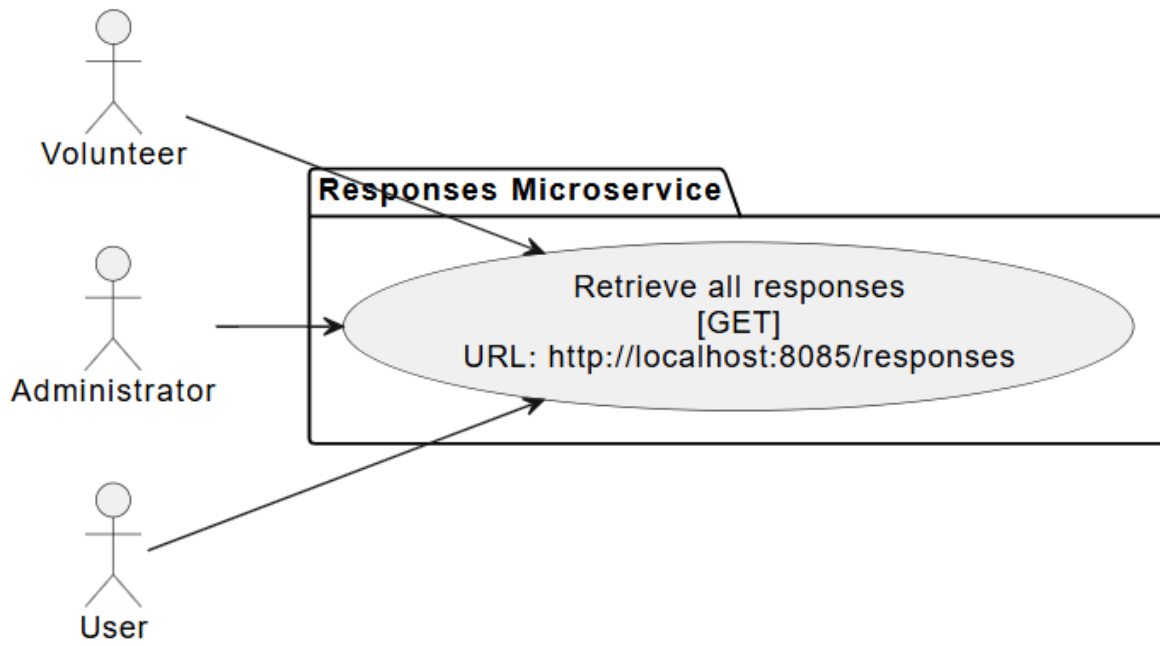 Volunteer
Responses Microservice
Retrieve all responses
[GET]
URL: http://localhost:8085/responses
Administrator
User